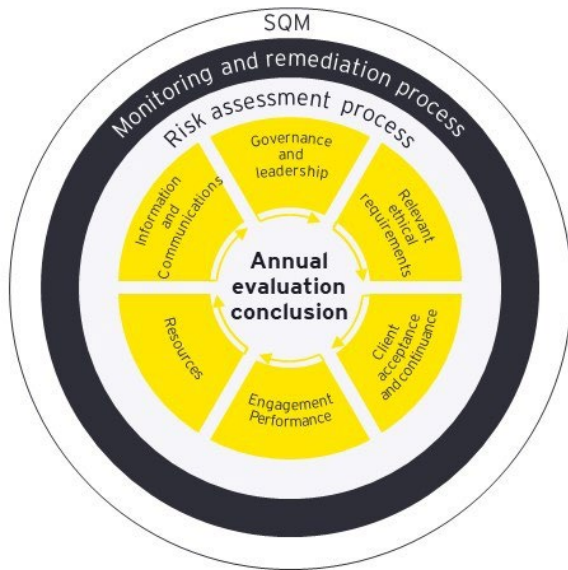 SQM
Monitoring and remediation process
Risk assessment process
Governance
and
leadership
Relevant
ethical
requirements
Client
acceptance
and continuance
Engagement
Performance
Resources
Information
and
Communications
Annual
evaluation
conclusion